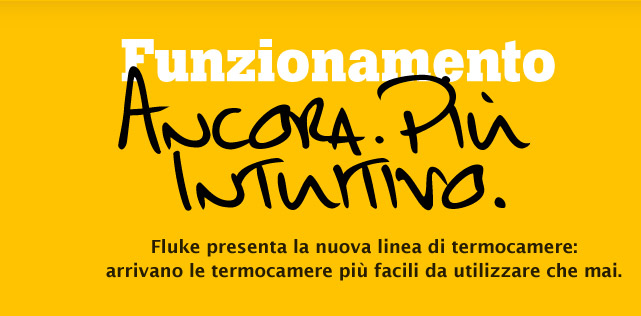 Funzionamento
ANCORA. PIÙ
INTUITIVO.
Fluke presenta la nuova linea di termocamere:
arrivano le termocamere più facili da utilizzare che mai.